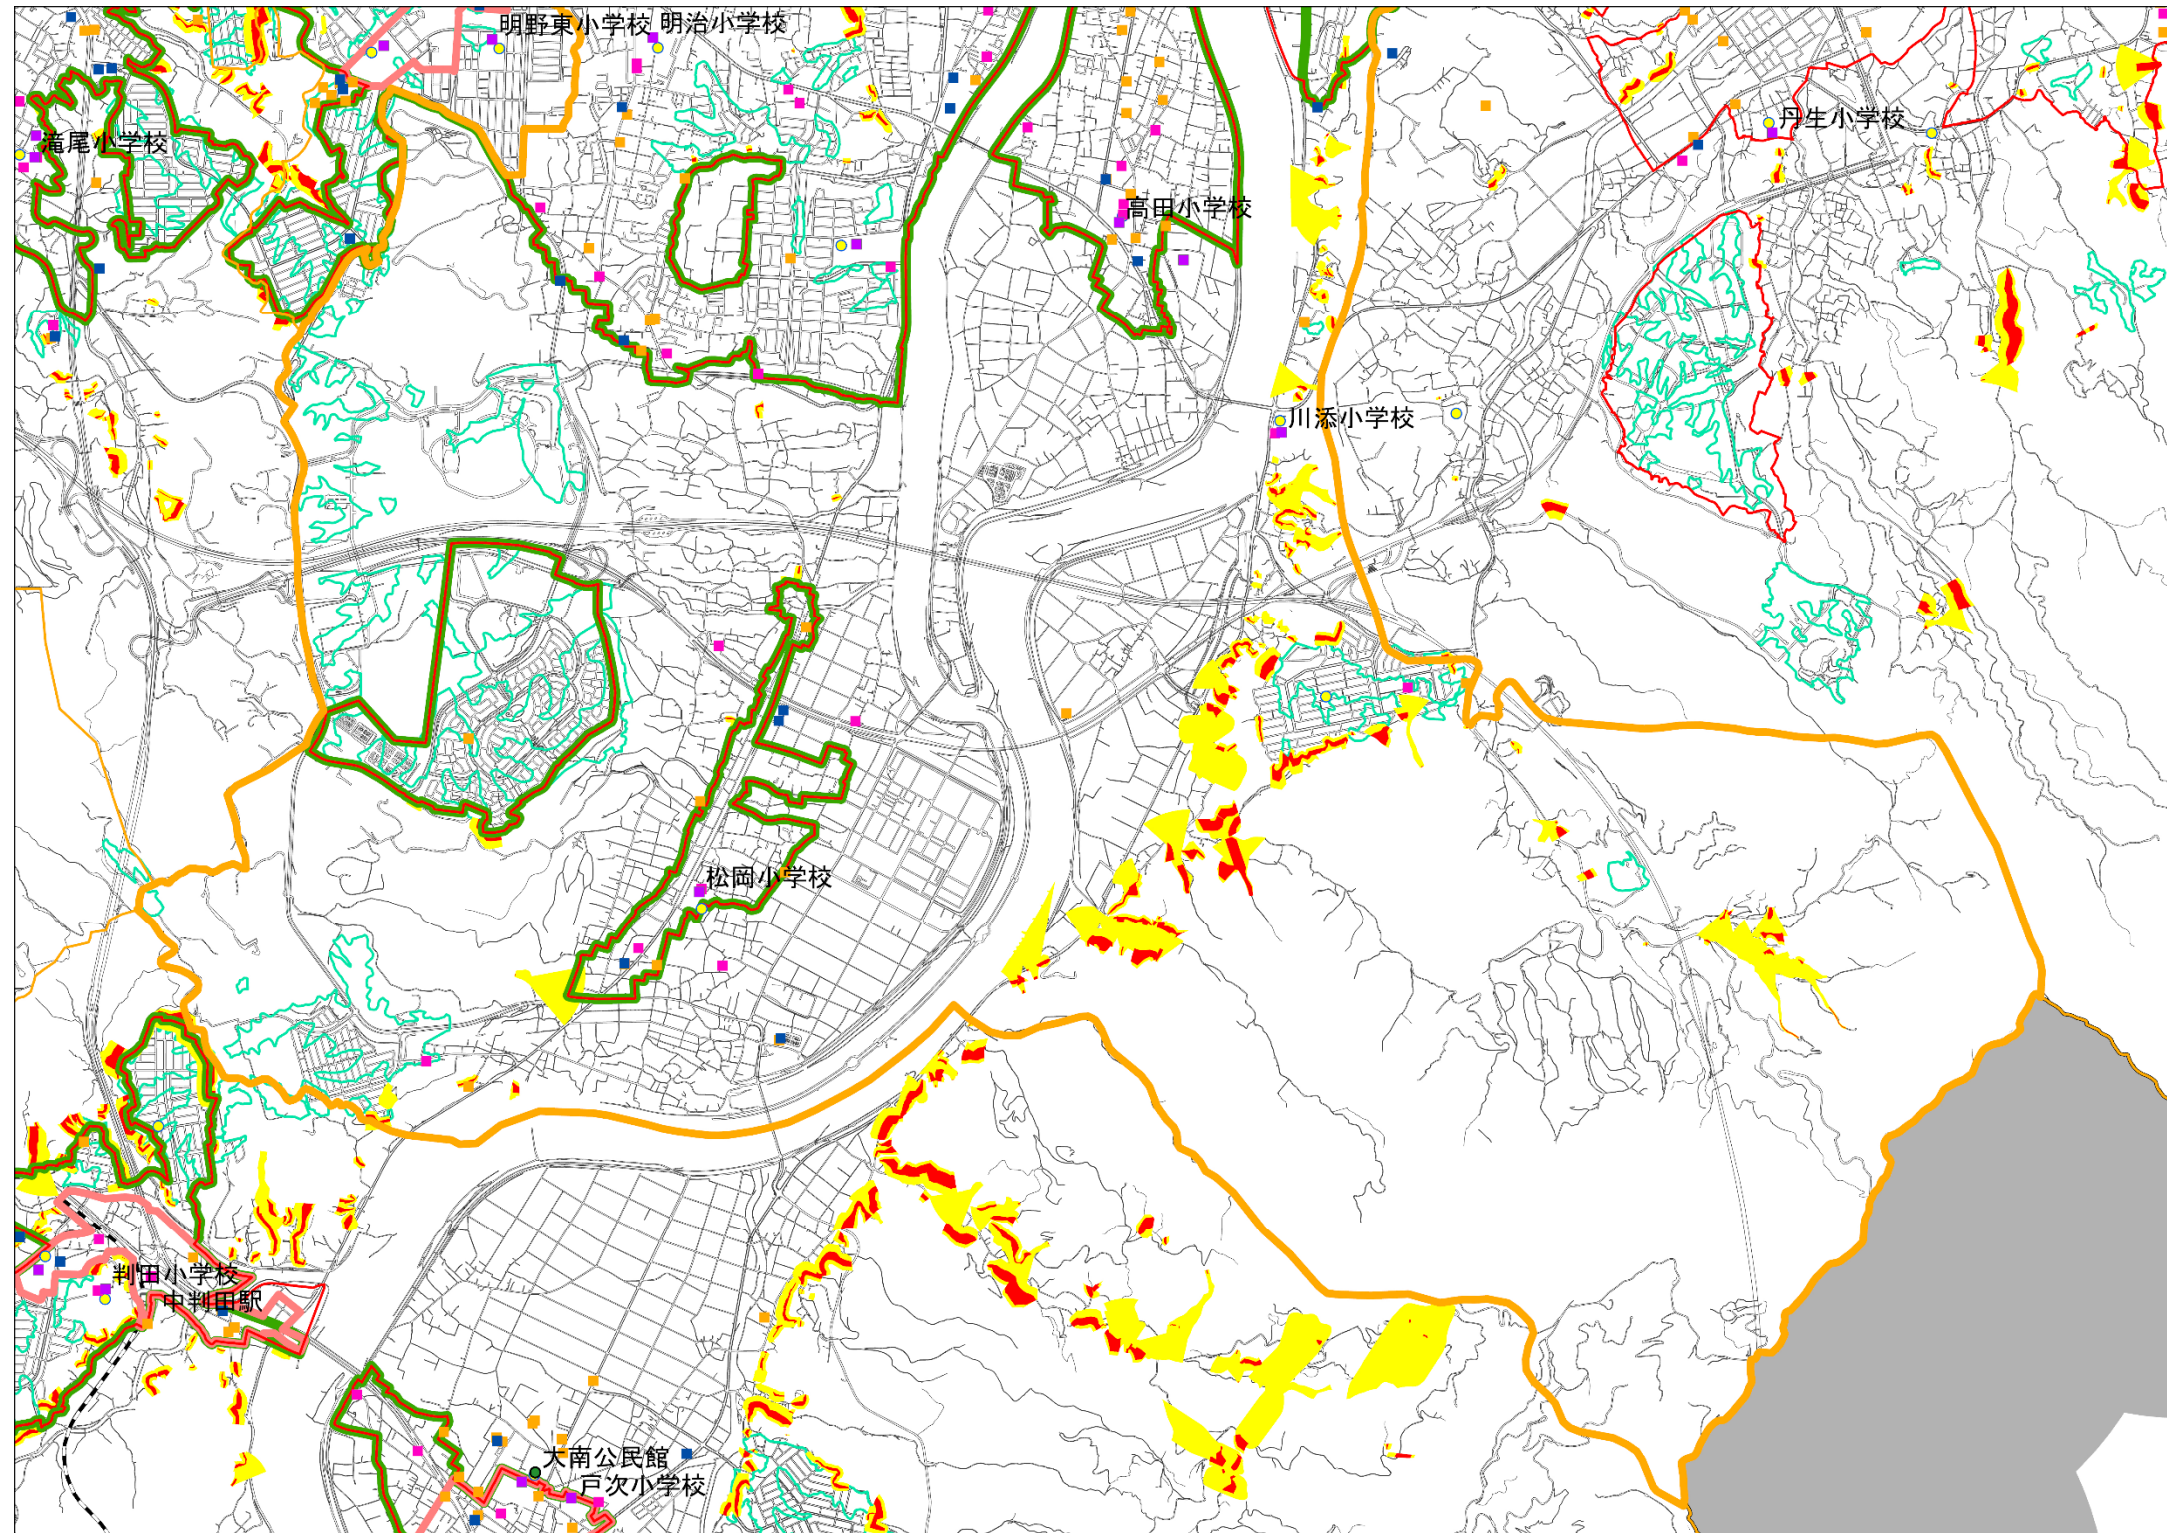 明野東小学校
明治小学校
丹生小学校
滝尾小学校
高田小学校
川添小学校
松岡小学校
判田小学校
中判田駅
大南公民館
戸次小学校